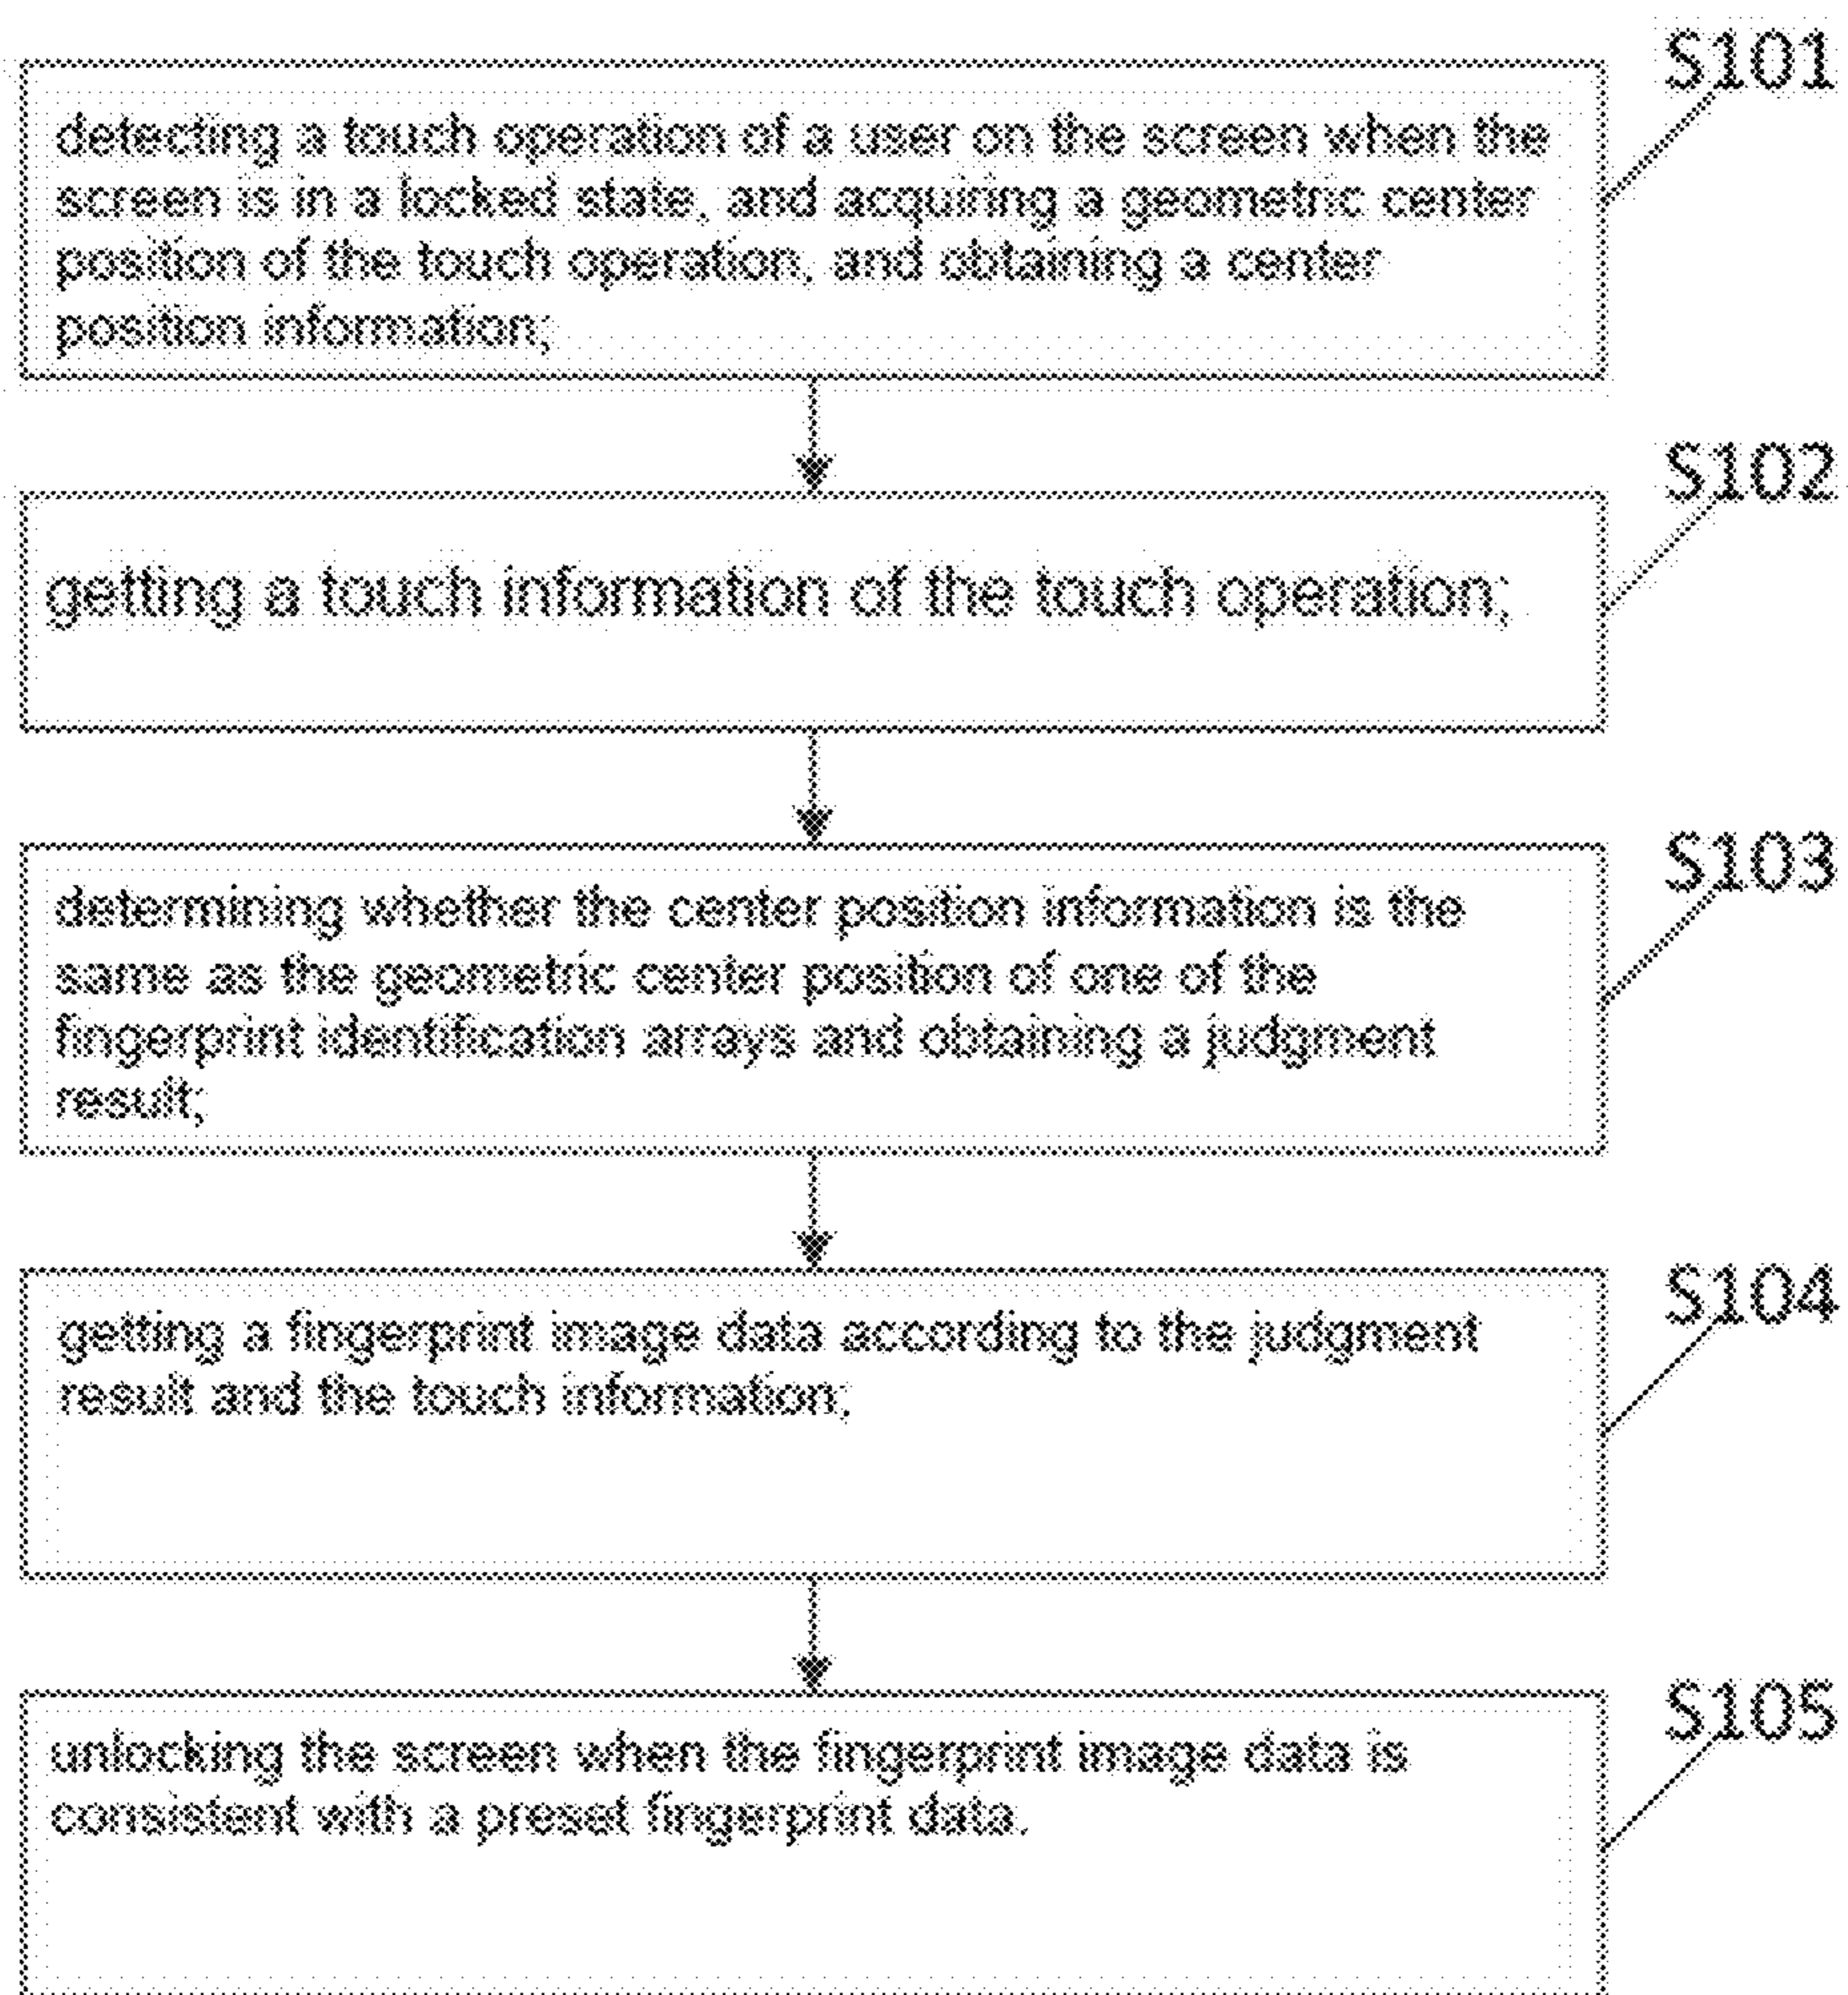 S101
detecting a touch operation of a user on the screen when the
screen is in a locked state, and acquiring a geometric center
position of the touch operation, and obtaining a center
position information;
S102
getting a touch information of the touch operation;
S103
determining whether the center position information is the
same as the geometric center position of one of the
fingerprint identification arrays and obtaining a judgment
result;
S104
getting a fingerprint image data according to the judgment
result and the touch information;
S105
unlocking the screen when the fingerprint image data is
consistent with a preset fingerprint data.